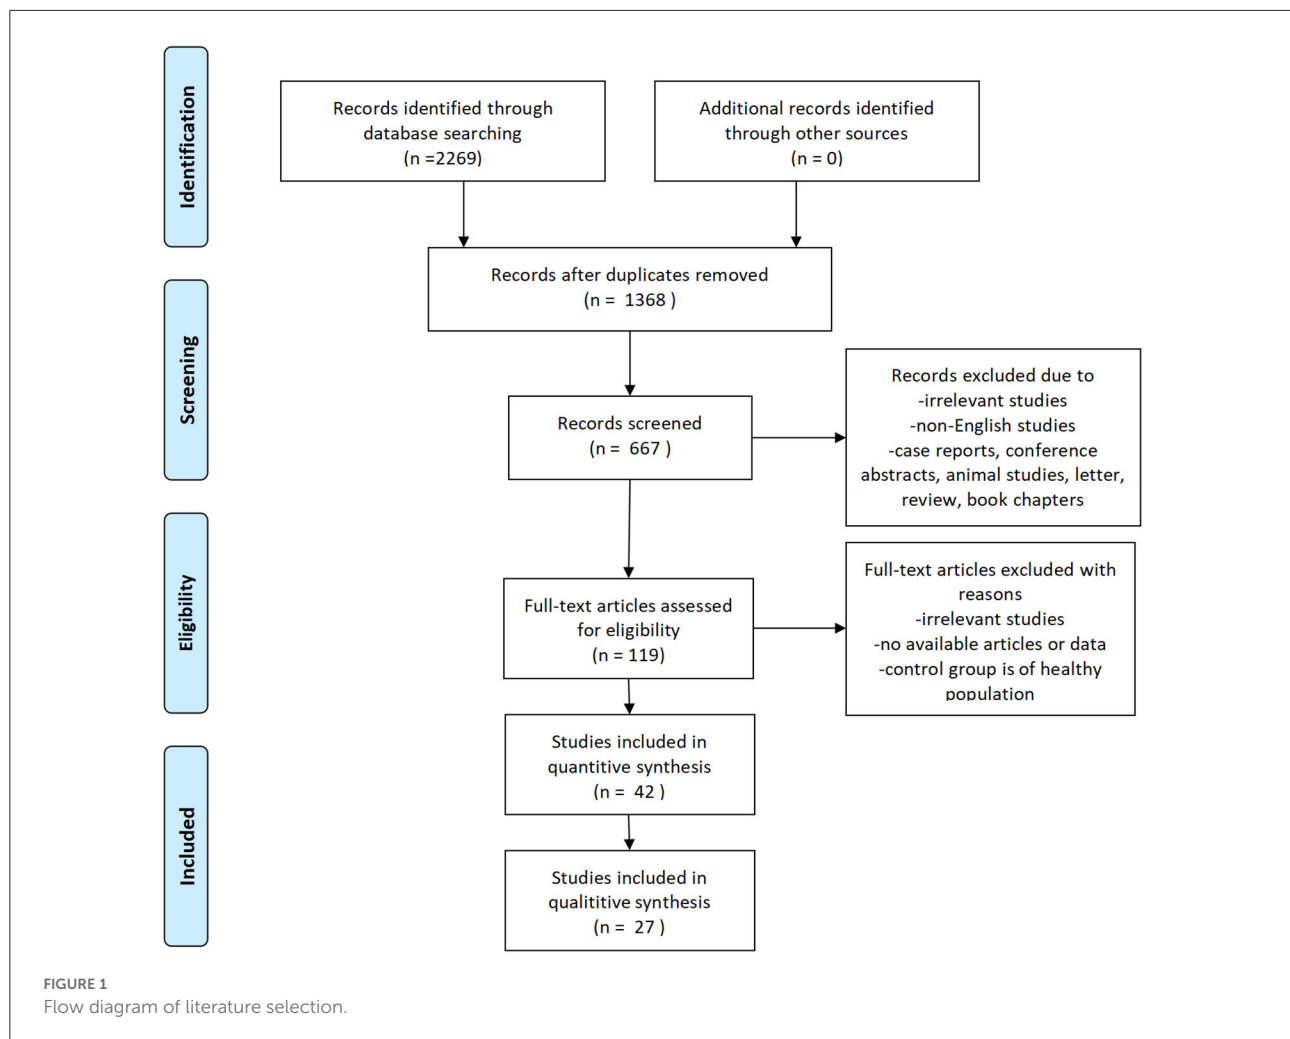 Identification
Records identified through
database searching
(n =2269)
Additional records identified
through other sources
(n = 0)
Records after duplicates removed
(n = 1368 )
Screening
Records screened
(n = 667 )
Records excluded due to
-irrelevant studies
-non-English studies
-case reports, conference
abstracts, animal studies, letter,
review, book chapters
Eligibility
Full-text articles assessed
for eligibility
(n = 119)
Full-text articles excluded with
reasons
-irrelevant studies
-no available articles or data
-control group is of healthy
population
Included
Studies included in
quantitive synthesis
(n = 42 )
Studies included in
qualititive synthesis
(n = 27 )
FIGURE 1
Flow diagram of literature selection.